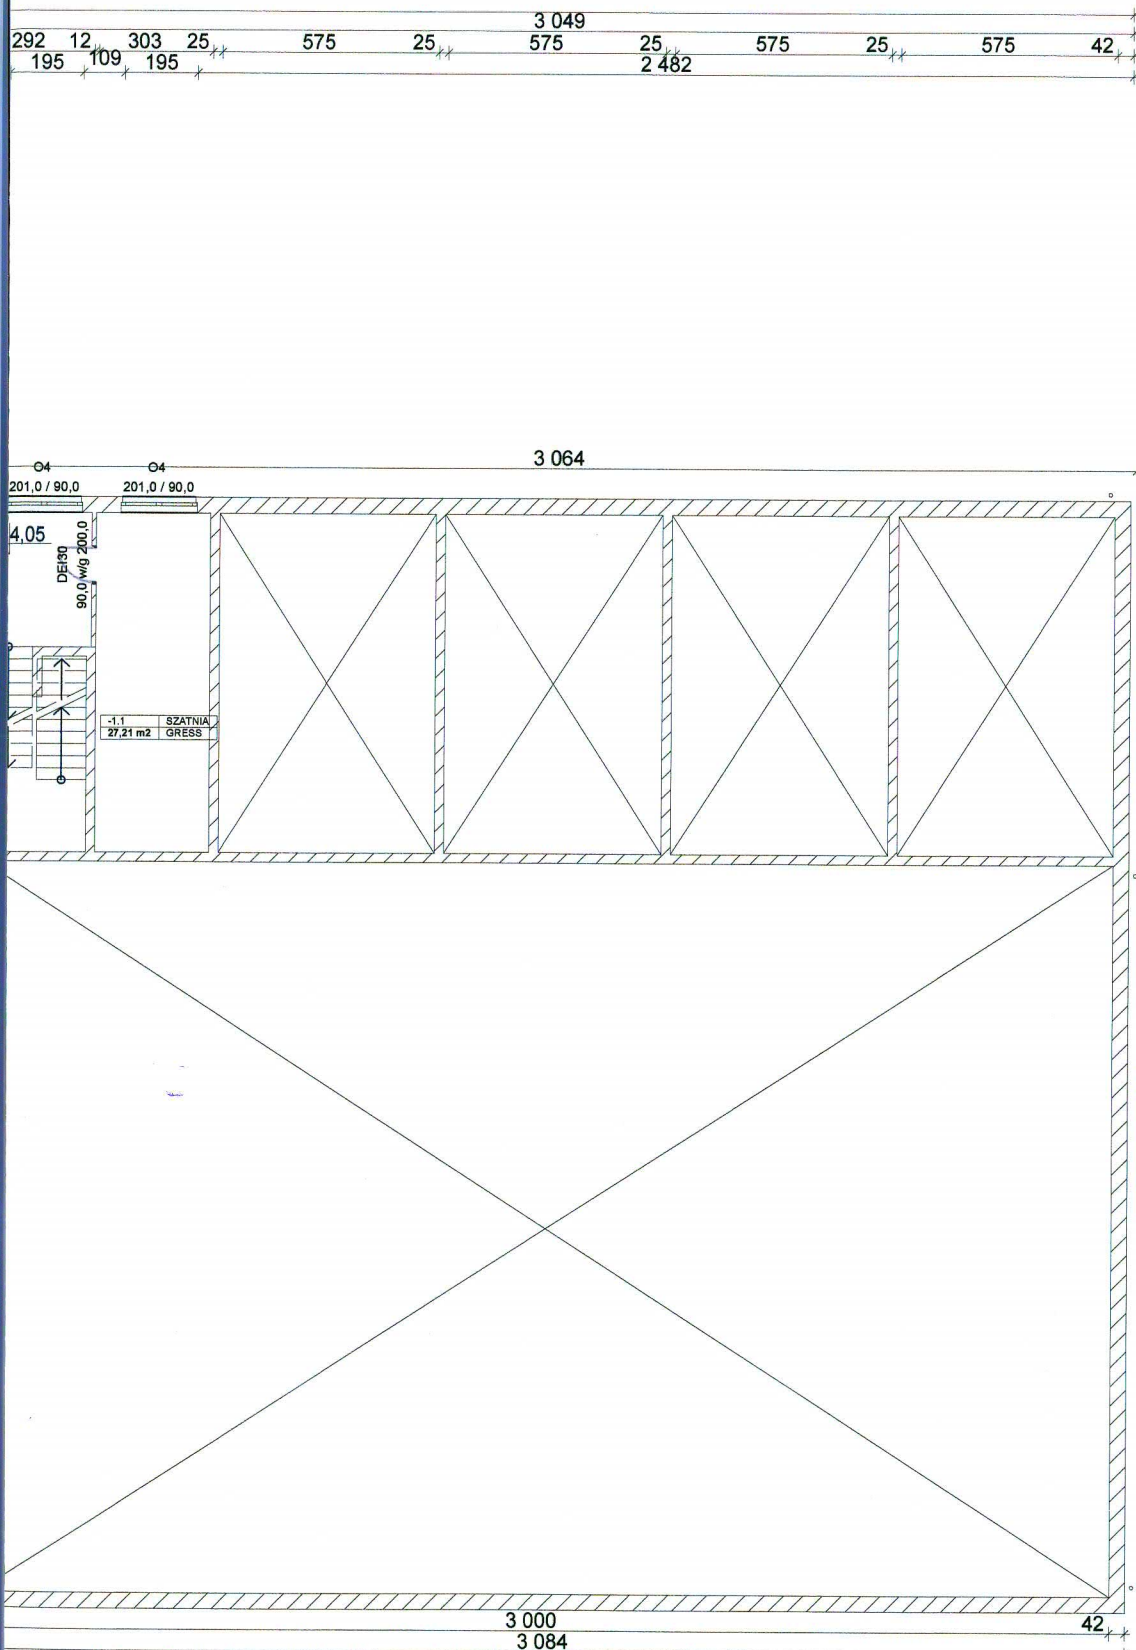 3 049
292 12 303 25 575 25 575 25 575 25 575 42
195 109 195 2 482
3 064
O4 O4
201,0 / 90,0 201,0 / 90,0
4,05
DEI30
90,0 w/g 200,0
-1.1 SZATNIA
27,21 m2 GRESS
3 000 42
3 084